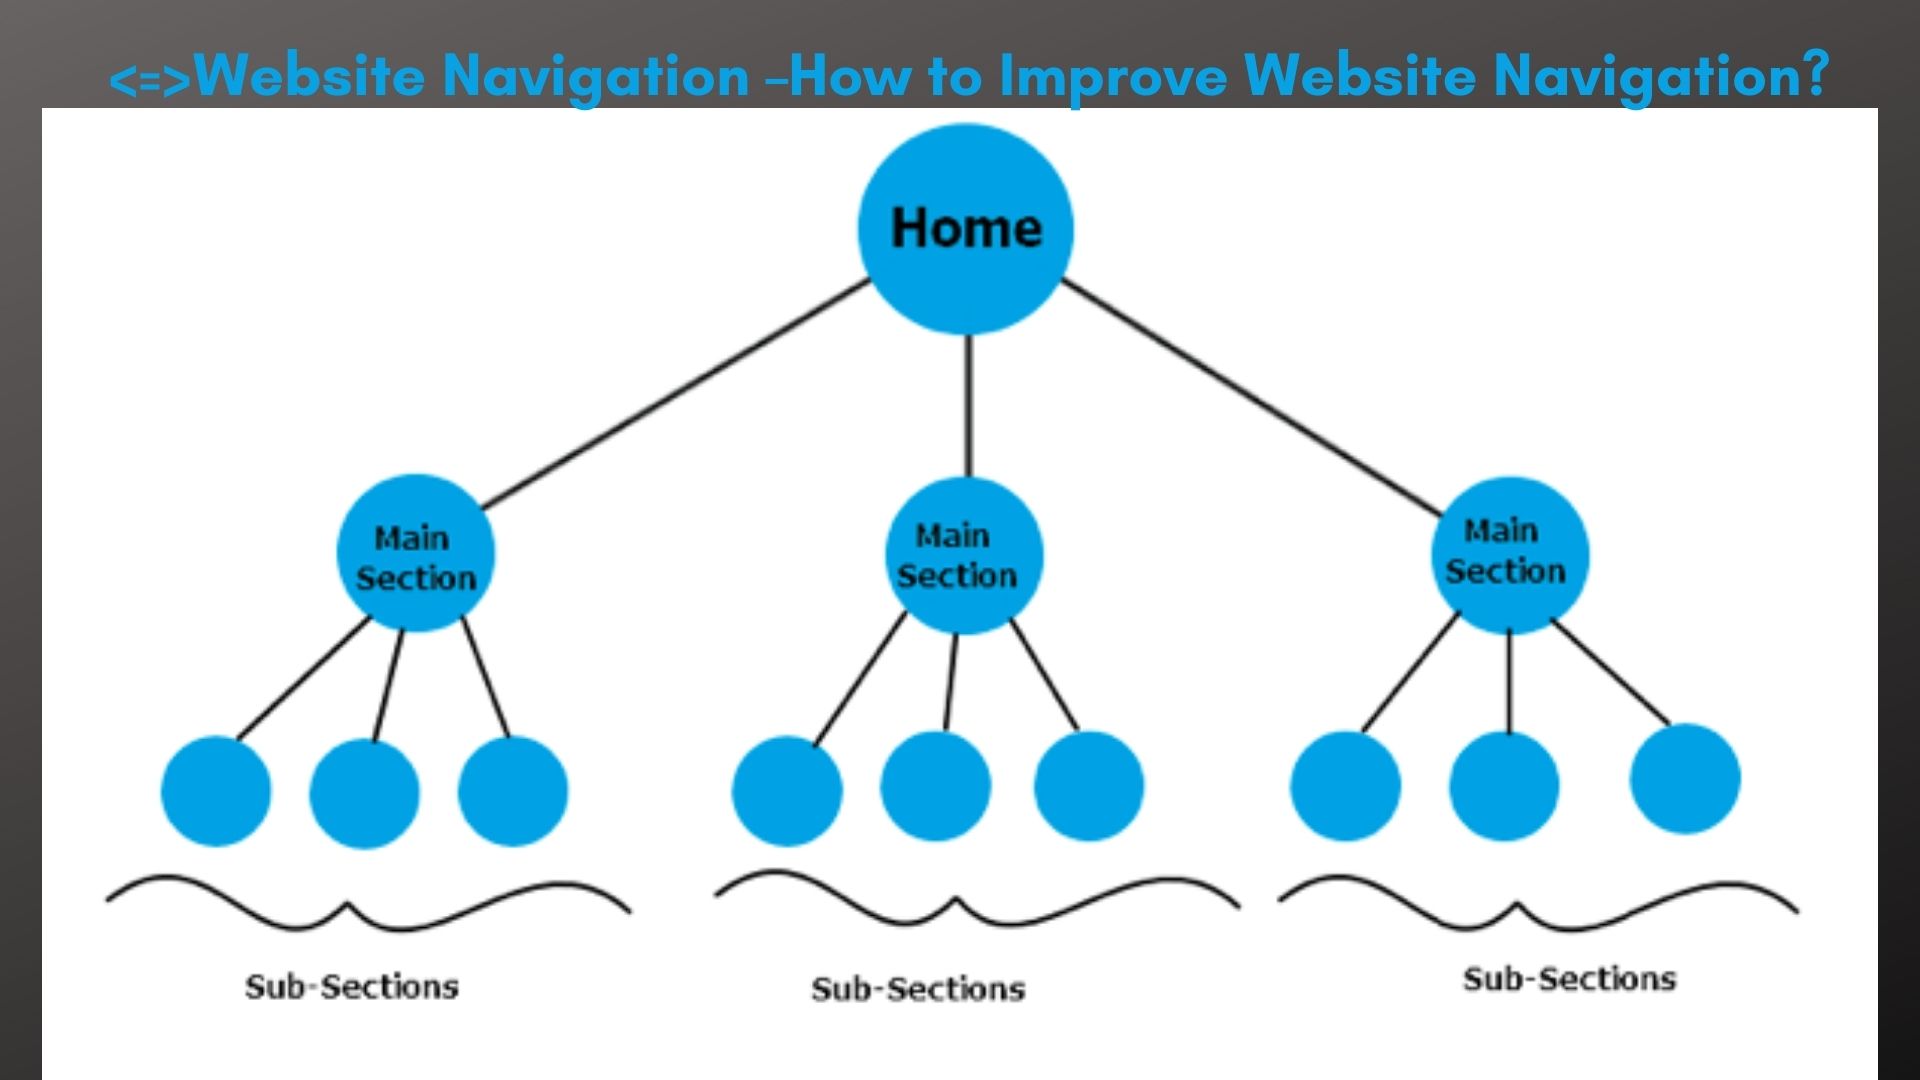 <=>Website Navigation –How to Improve Website Navigation?
Home
Main
Section
Main
Section
Main
Section
Sub-Sections
Sub-Sections
Sub-Sections